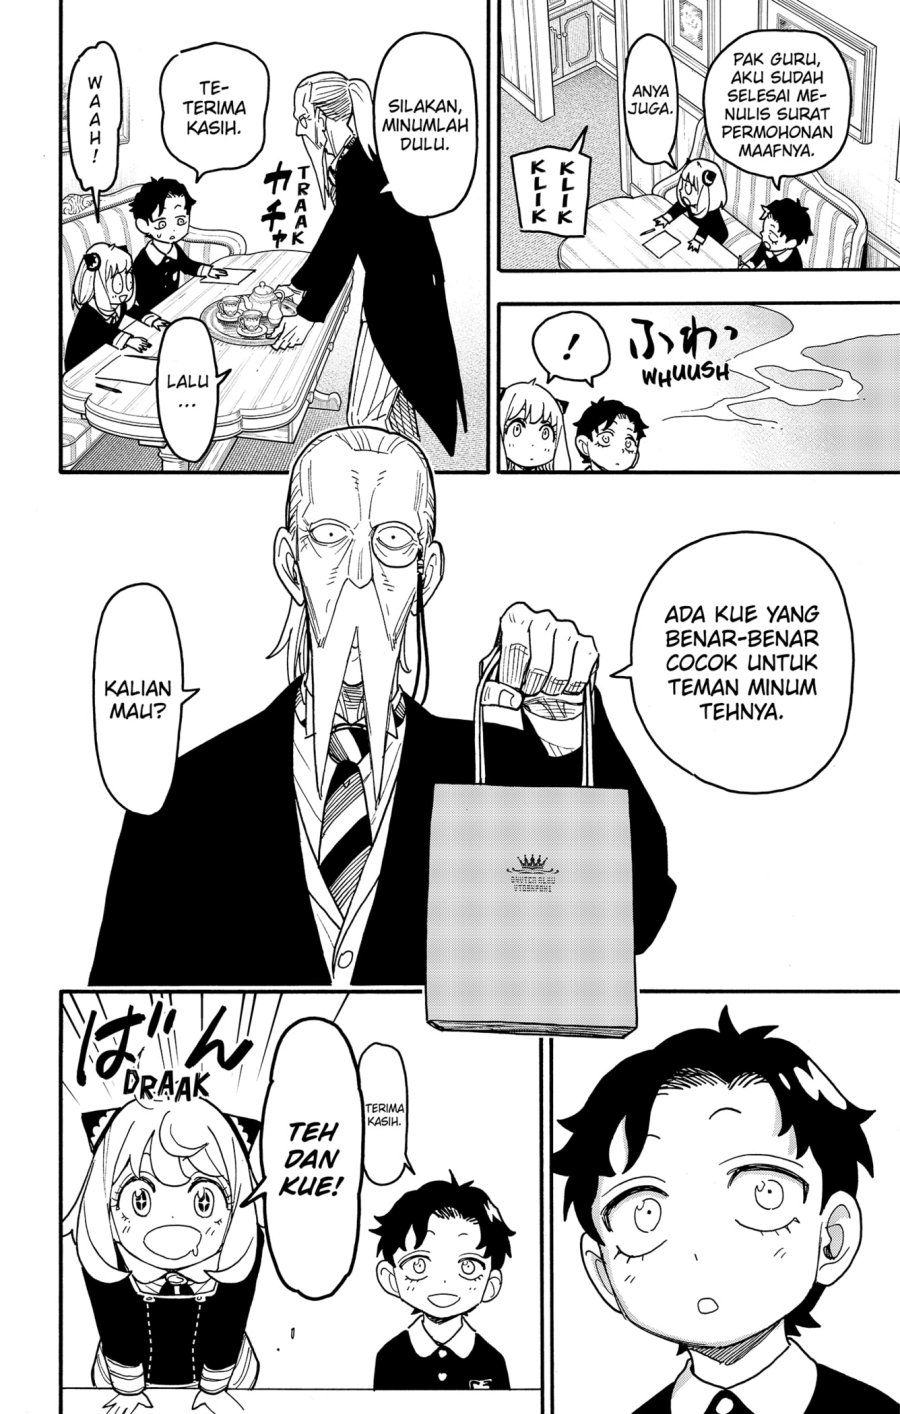 PAK GURU,
AKU SUDAH
SELESAI ME-
NULIS SURAT
PERMOHONAN
MAAFNYA.
ANYA
JUGA.
KLIK
KLIK
SILAKAN,
MINUMLAH
DULU.
TE-
TERIMA
KASIH.
WAAH!
カチャ
TRAAK
LALU
...
!
ふわっ
WHUUSH
ADA KUE YANG
BENAR-BENAR
COCOK UNTUK
TEMAN MINUM
TEHNYA.
KALIAN
MAU?
ばん
DRAAK
TERIMA
KASIH.
TEH
DAN
KUE!